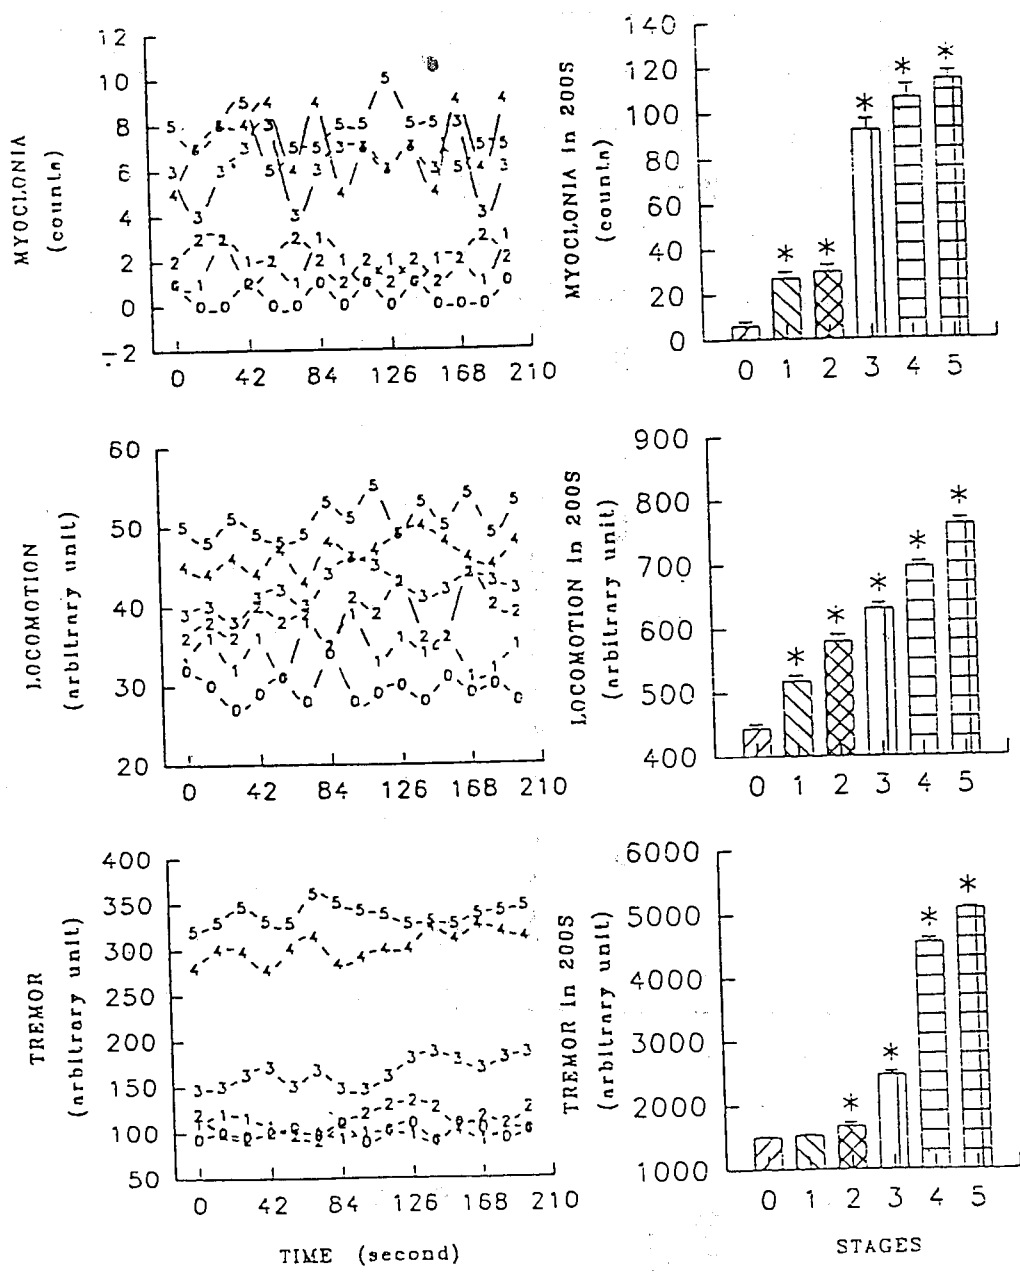 MYOCLONIA
(counts)
12
10
8
6
4
2
0
-2
0 42 84 126 168 210
MYOCLONIA in 200S
(counts)
140
120
100
80
60
40
20
0
* * * * *
0 1 2 3 4 5
LOCOMOTION
(arbitrary unit)
60
50
40
30
20
0 42 84 126 168 210
LOCOMOTION in 200S
(arbitrary unit)
900
800
700
600
500
400
* * * * *
0 1 2 3 4 5
TREMOR
(arbitrary unit)
400
350
300
250
200
150
100
50
0 42 84 126 168 210
TIME (second)
TREMOR in 200S
(arbitrary unit)
6000
5000
4000
3000
2000
1000
* * * *
0 1 2 3 4 5
STAGES